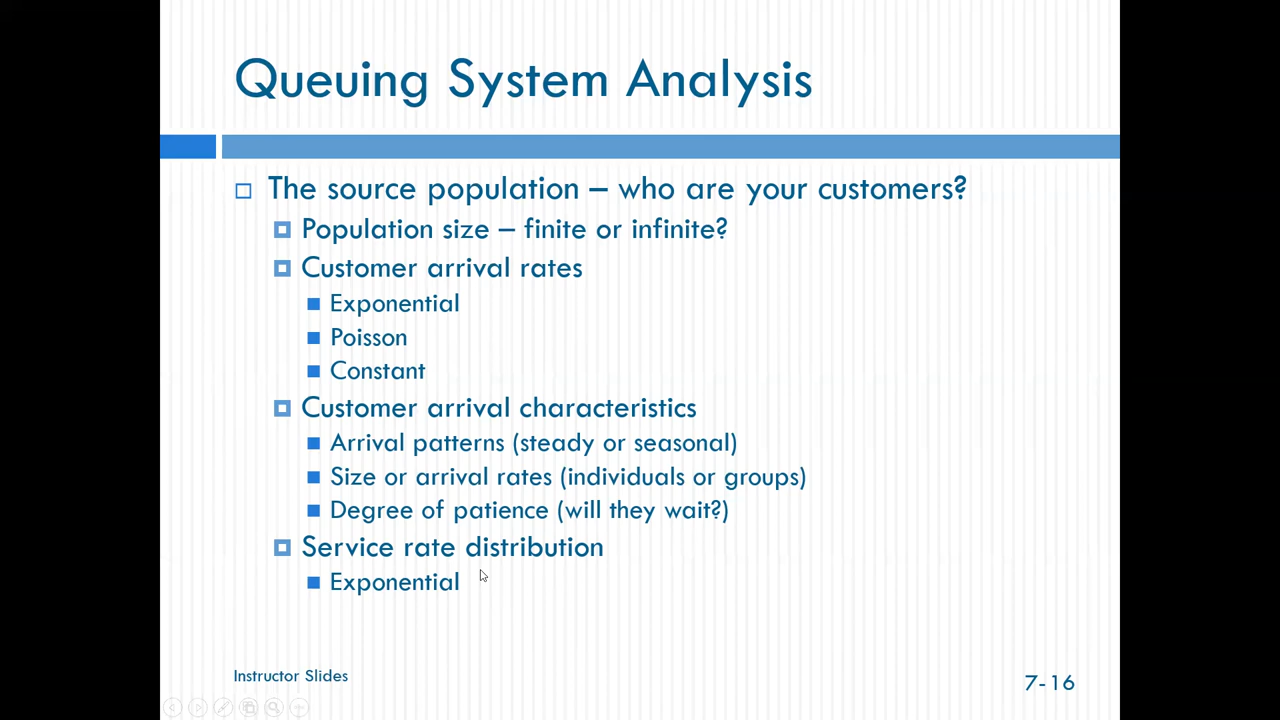 Queuing System Analysis
The source population – who are your customers?
Population size – finite or infinite?
Customer arrival rates
Exponential
Poisson
Constant
Customer arrival characteristics
Arrival patterns (steady or seasonal)
Size or arrival rates (individuals or groups)
Degree of patience (will they wait?)
Service rate distribution
Exponential
Instructor Slides
7-16